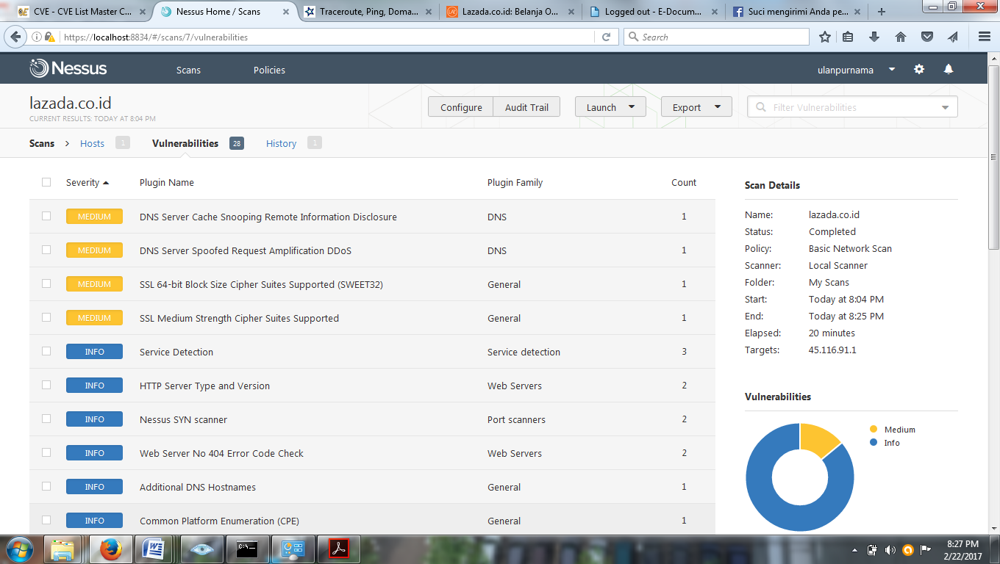 CVE - CVE List Master C...
Nessus Home / Scans
Traceroute, Ping, Doma...
Lazada.co.id: Belanja O...
Logged out - E-Docum...
Suci mengirimi Anda pe...
https://localhost:8834/#/scans/7/vulnerabilities
Search
Nessus
Scans
Policies
ulanpurnama
lazada.co.id
CURRENT RESULTS: TODAY AT 8:04 PM
Configure
Audit Trail
Launch
Export
Filter Vulnerabilities
Scans > Hosts 1
Vulnerabilities 28
History 1
Severity Plugin Name Plugin Family Count
MEDIUM DNS Server Cache Snooping Remote Information Disclosure DNS 1
MEDIUM DNS Server Spoofed Request Amplification DDoS DNS 1
MEDIUM SSL 64-bit Block Size Cipher Suites Supported (SWEET32) General 1
MEDIUM SSL Medium Strength Cipher Suites Supported General 1
INFO Service Detection Service detection 3
INFO HTTP Server Type and Version Web Servers 2
INFO Nessus SYN scanner Port scanners 2
INFO Web Server No 404 Error Code Check Web Servers 2
INFO Additional DNS Hostnames General 1
INFO Common Platform Enumeration (CPE) General 1
Scan Details
Name: lazada.co.id
Status: Completed
Policy: Basic Network Scan
Scanner: Local Scanner
Folder: My Scans
Start: Today at 8:04 PM
End: Today at 8:25 PM
Elapsed: 20 minutes
Targets: 45.116.91.1
Vulnerabilities
Medium
Info
C:\
8:27 PM
2/22/2017